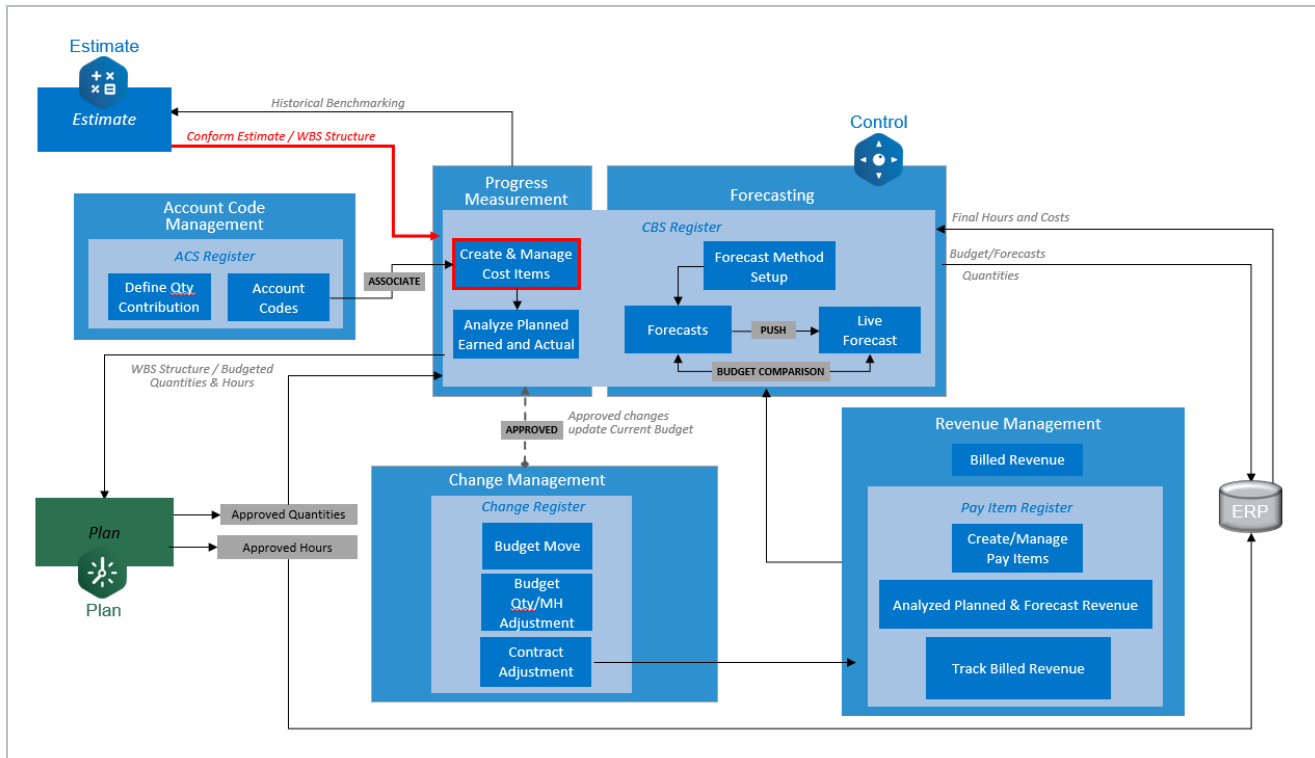 Estimate
Estimate
Historical Benchmarking
Conform Estimate / WBS Structure
Control
Progress
Measurement
Forecasting
Account Code
Management
ACS Register
Define Qty
Contribution
Account
Codes
ASSOCIATE
CBS Register
Create & Manage
Cost Items
Analyze Planned
Earned and Actual
Forecast Method
Setup
Forecasts
PUSH
Live
Forecast
BUDGET COMPARISON
Final Hours and Costs
Budget/Forecasts
Quantities
WBS Structure / Budgeted
Quantities & Hours
APPROVED
Approved changes
update Current Budget
Plan
Plan
Approved Quantities
Approved Hours
Change Management
Change Register
Budget Move
Budget
Qty/MH
Adjustment
Contract
Adjustment
Revenue Management
Billed Revenue
Pay Item Register
Create/Manage
Pay Items
Analyzed Planned & Forecast Revenue
Track Billed Revenue
ERP